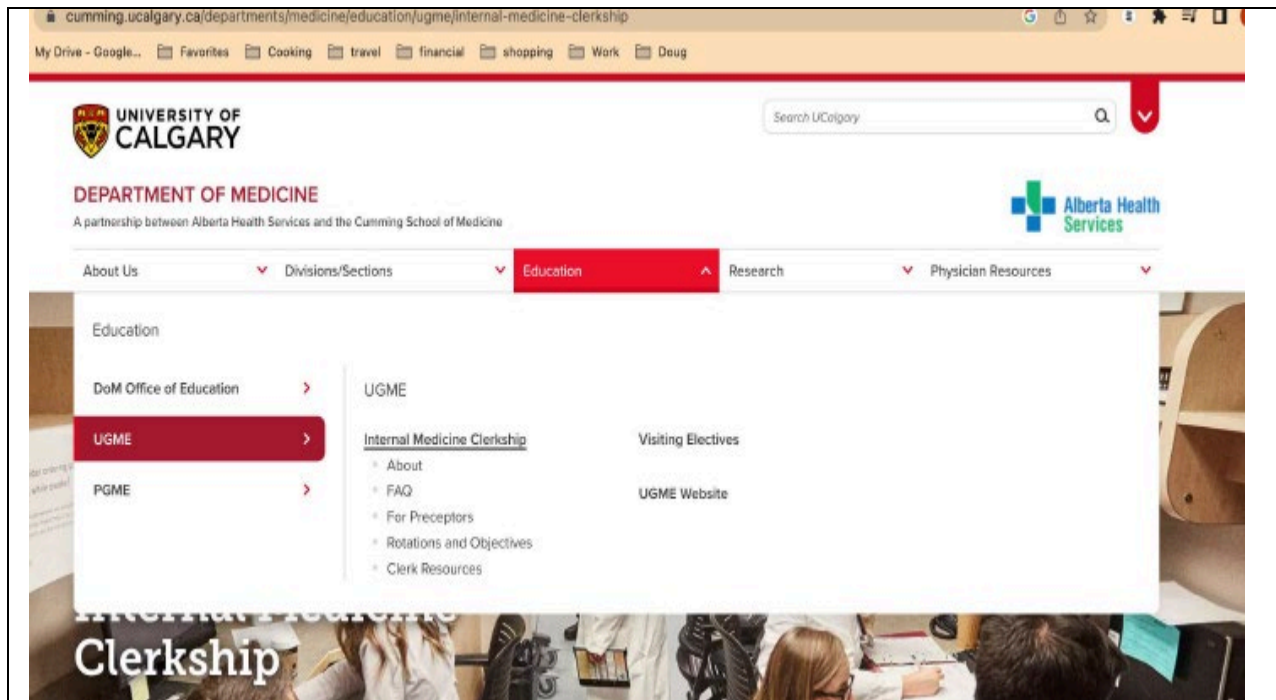 cumming.ucalgary.ca/departments/medicine/education/ugme/internal-medicine-clerkship
My Drive - Google... Favorites Cooking travel financial shopping Work Doug
UNIVERSITY OF
CALGARY
Search UCalgary
DEPARTMENT OF MEDICINE
A partnership between Alberta Health Services and the Cumming School of Medicine
Alberta Health
Services
About Us Divisions/Sections Education Research Physician Resources
Education
DoM Office of Education
UGME
PGME
UGME
Internal Medicine Clerkship
About
FAQ
For Preceptors
Rotations and Objectives
Clerk Resources
Visiting Electives
UGME Website
Internal Medicine
Clerkship